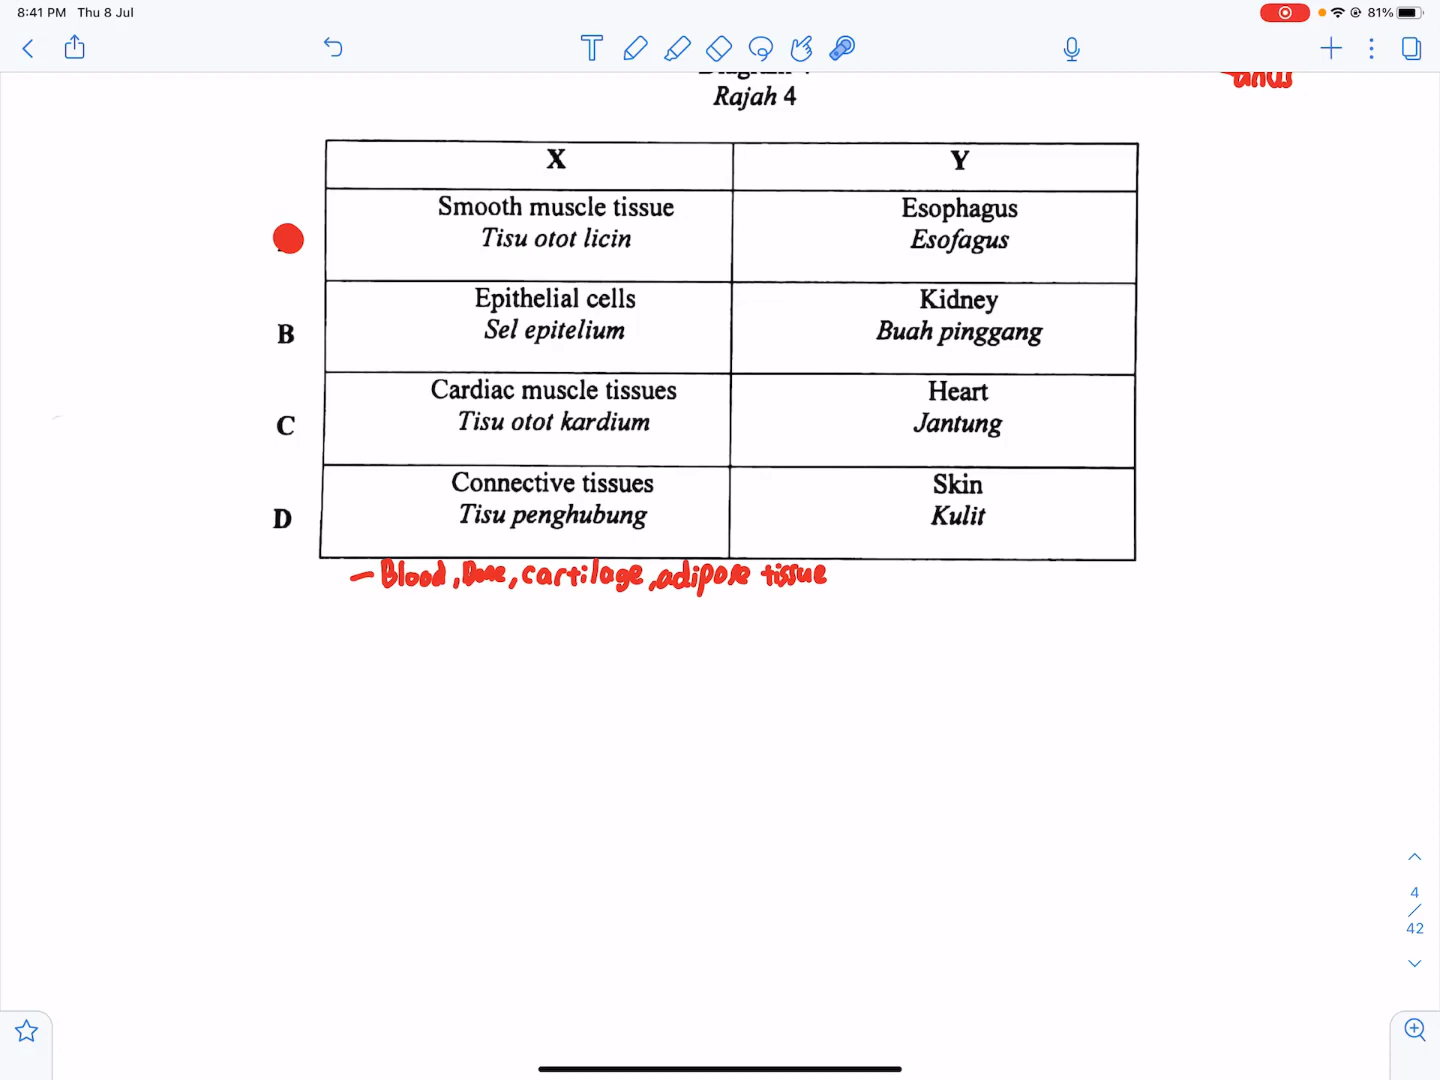 8:41 PM Thu 8 Jul
81%
Rajah 4
X Y
Smooth muscle tissue Esophagus
Tisu otot licin Esofagus
Epithelial cells Kidney
B Sel epitelium Buah pinggang
Cardiac muscle tissues Heart
C Tisu otot kardium Jantung
Connective tissues Skin
D Tisu penghubung Kulit
- Blood, Bone, cartilage, adipose tissue
4
/
42